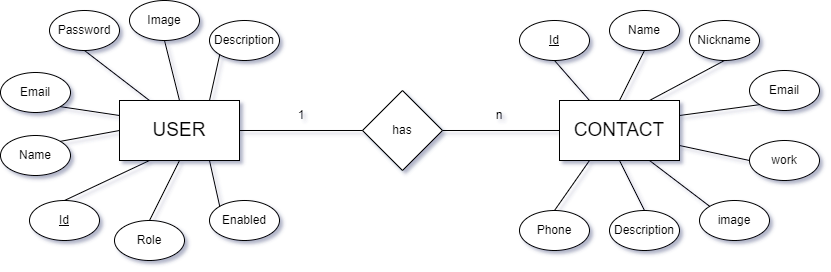 Image
Password
Description
Email
USER
Name
Id
Role
Enabled
1
has
n
Id
Name
Nickname
Email
CONTACT
work
image
Description
Phone